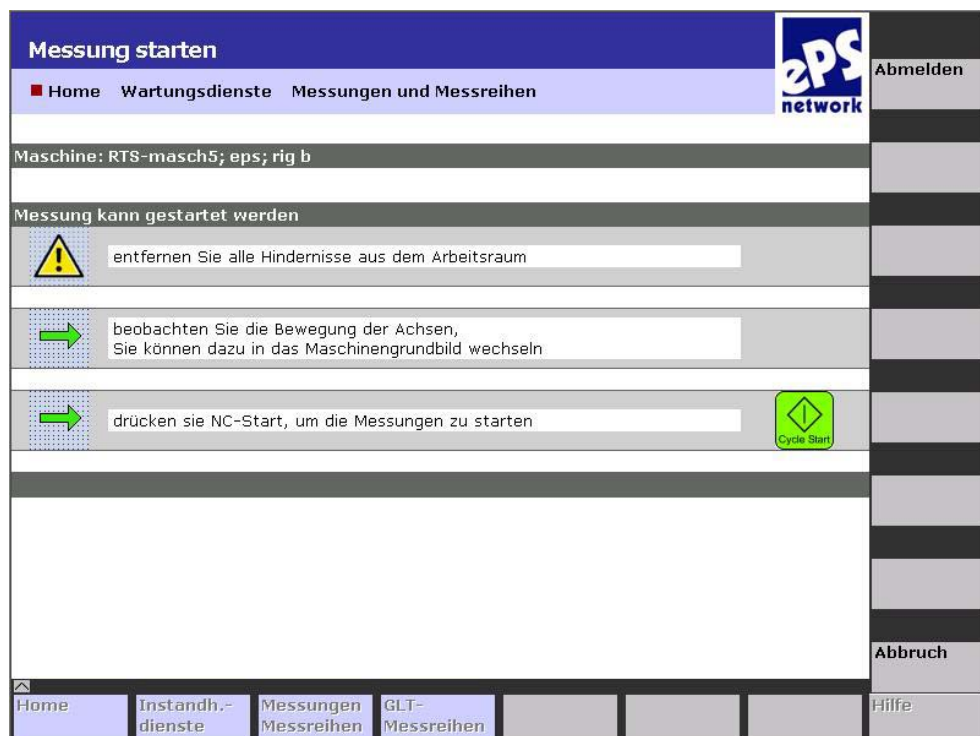 Messung starten
ePS
network
Abmelden
Home Wartungsdienste Messungen und Messreihen
Maschine: RTS-masch5; eps; rig b
Messung kann gestartet werden
entfernen Sie alle Hindernisse aus dem Arbeitsraum
beobachten Sie die Bewegung der Achsen,
Sie können dazu in das Maschinengrundbild wechseln
drücken sie NC-Start, um die Messungen zu starten
Cycle Start
Abbruch
Home
Instandh.-
dienste
Messungen
Messreihen
GLT-
Messreihen
Hilfe